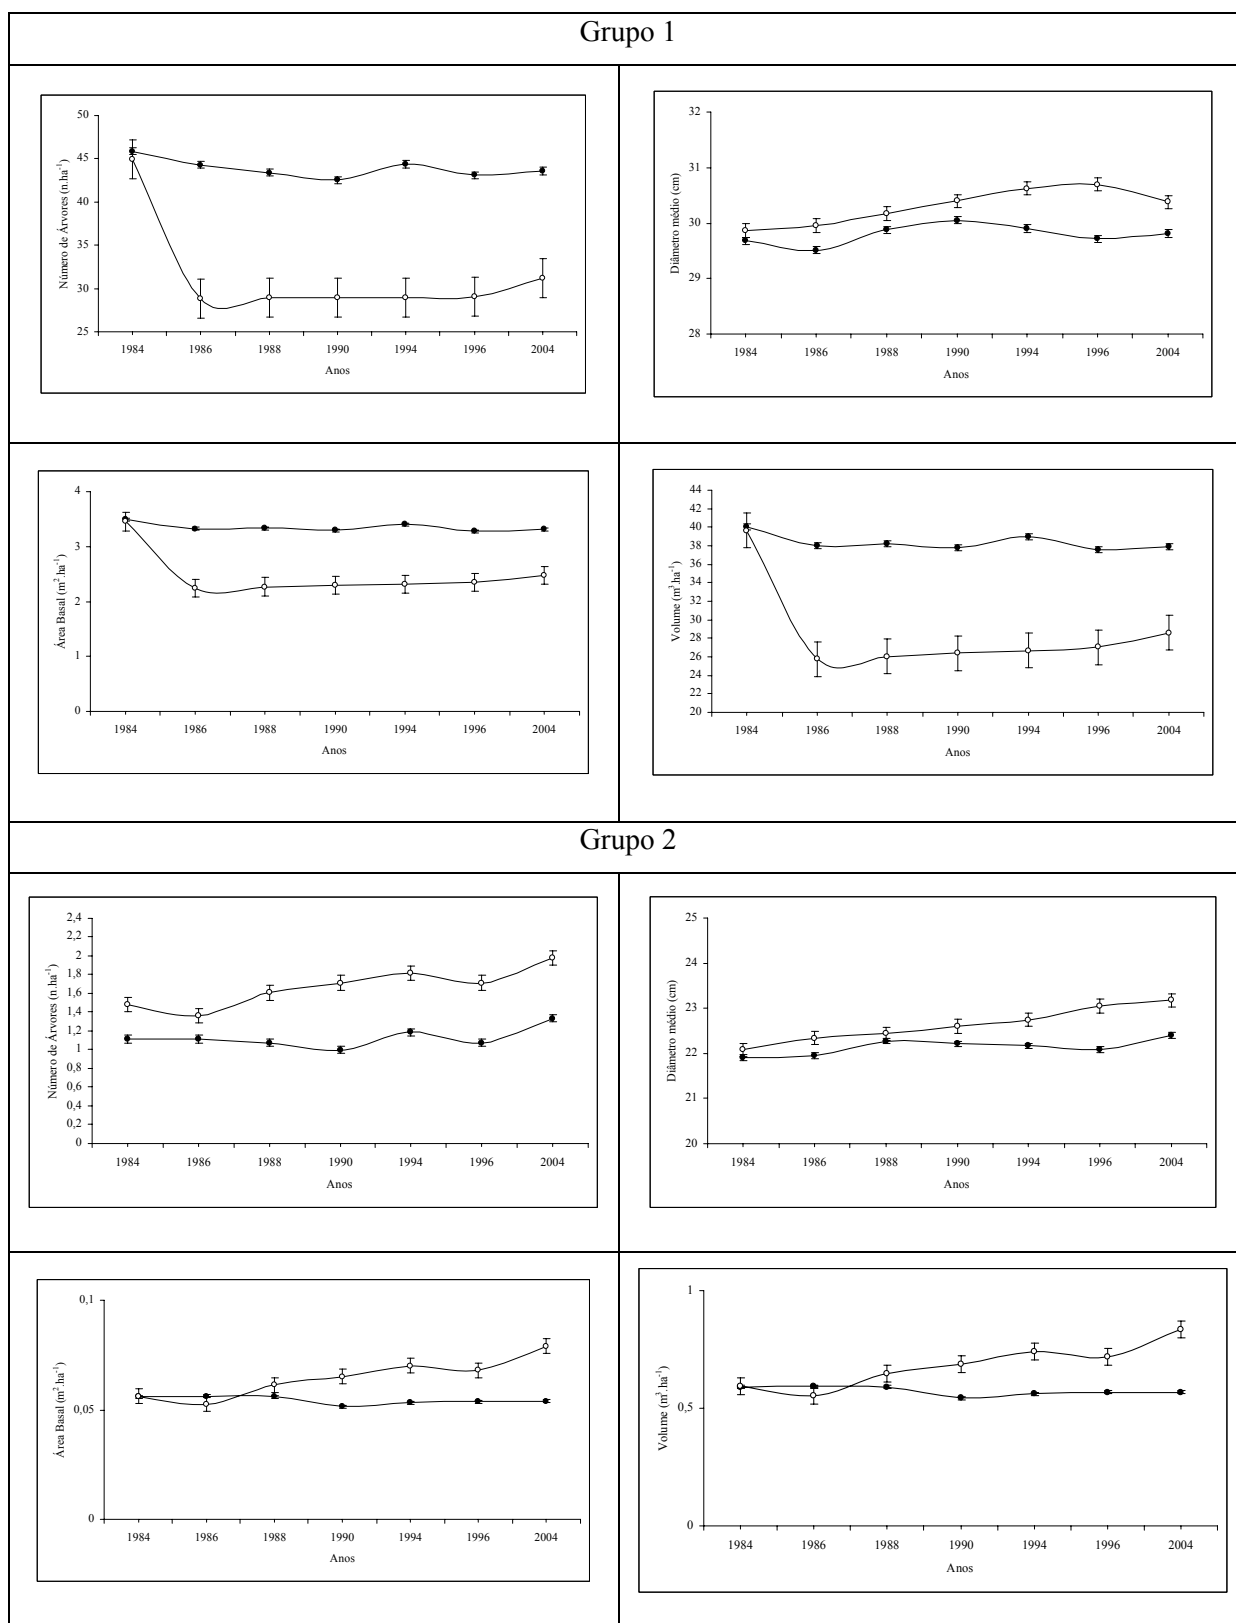 Grupo 1
Número de Árvores (n.ha⁻¹)
50
45
40
35
30
25
1984 1986 1988 1990 1994 1996 2004
Anos
Diâmetro médio (cm)
32
31
30
29
28
1984 1986 1988 1990 1994 1996 2004
Anos
Área Basal (m².ha⁻¹)
4
3
2
1
0
1984 1986 1988 1990 1994 1996 2004
Anos
Volume (m³.ha⁻¹)
44
42
40
38
36
34
32
30
28
26
24
22
20
1984 1986 1988 1990 1994 1996 2004
Anos
Grupo 2
Número de Árvores (n.ha⁻¹)
2,4
2,2
2
1,8
1,6
1,4
1,2
1
0,8
0,6
0,4
0,2
0
1984 1986 1988 1990 1994 1996 2004
Anos
Diâmetro médio (cm)
25
24
23
22
21
20
1984 1986 1988 1990 1994 1996 2004
Anos
Área Basal (m².ha⁻¹)
0,1
0,05
0
1984 1986 1988 1990 1994 1996 2004
Anos
Volume (m³.ha⁻¹)
1
0,5
0
1984 1986 1988 1990 1994 1996 2004
Anos